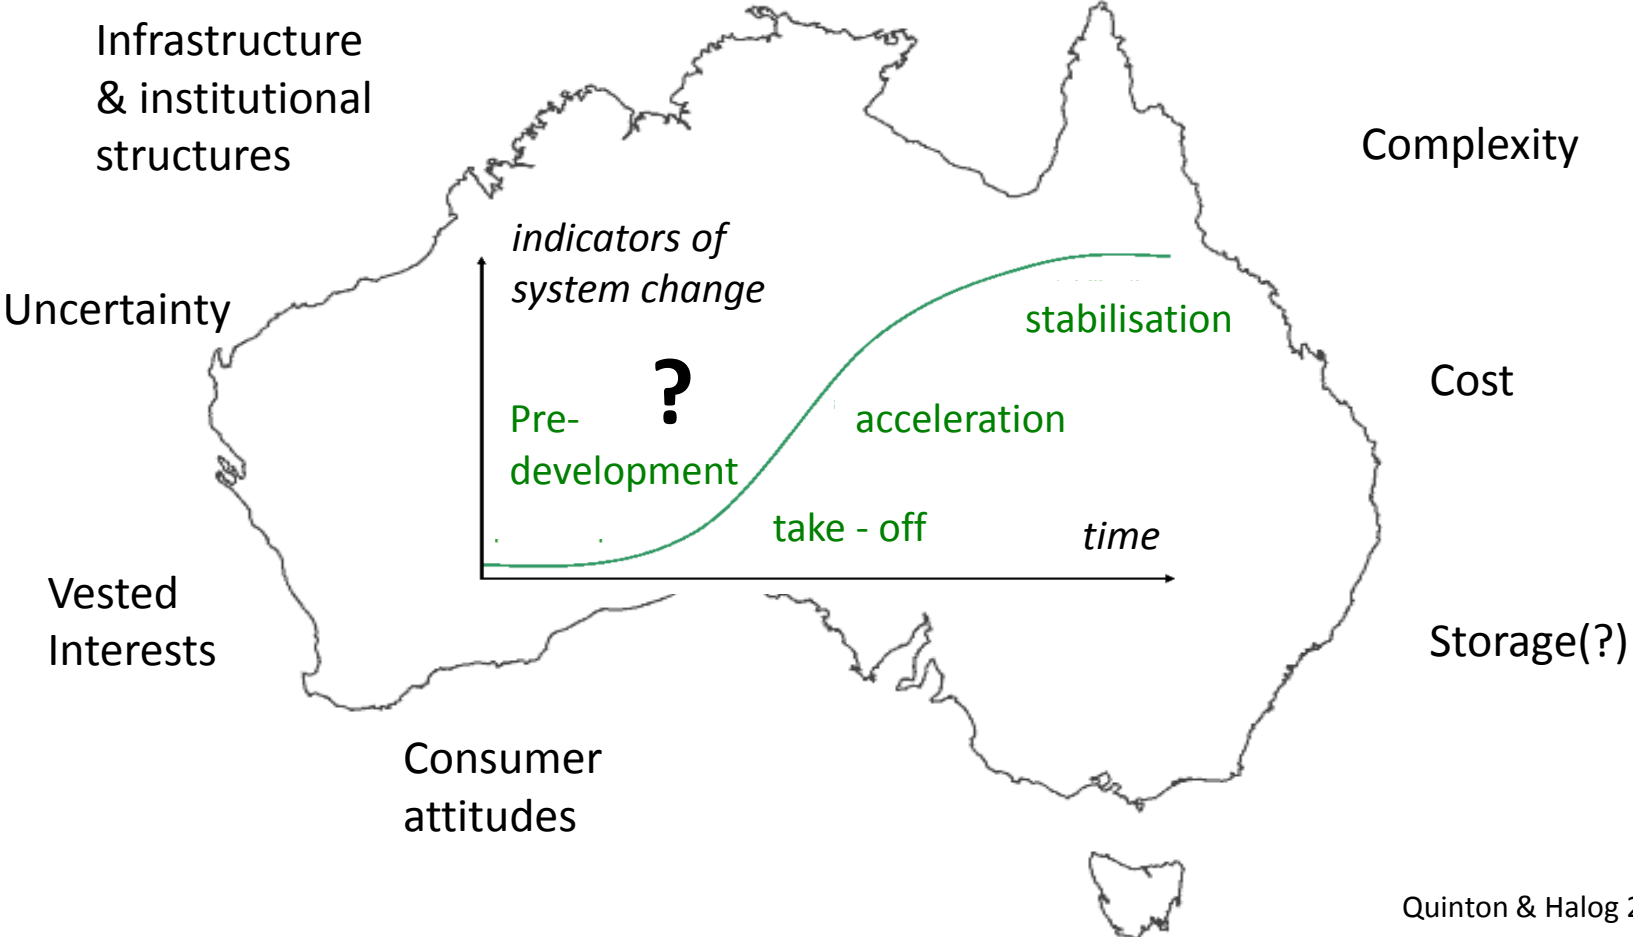 Infrastructure
& institutional
structures
Complexity
indicators of
system change
Uncertainty
stabilisation
?
Cost
Pre-
development
acceleration
take - off
time
Vested
Interests
Storage(?)
Consumer
attitudes
Quinton & Halog